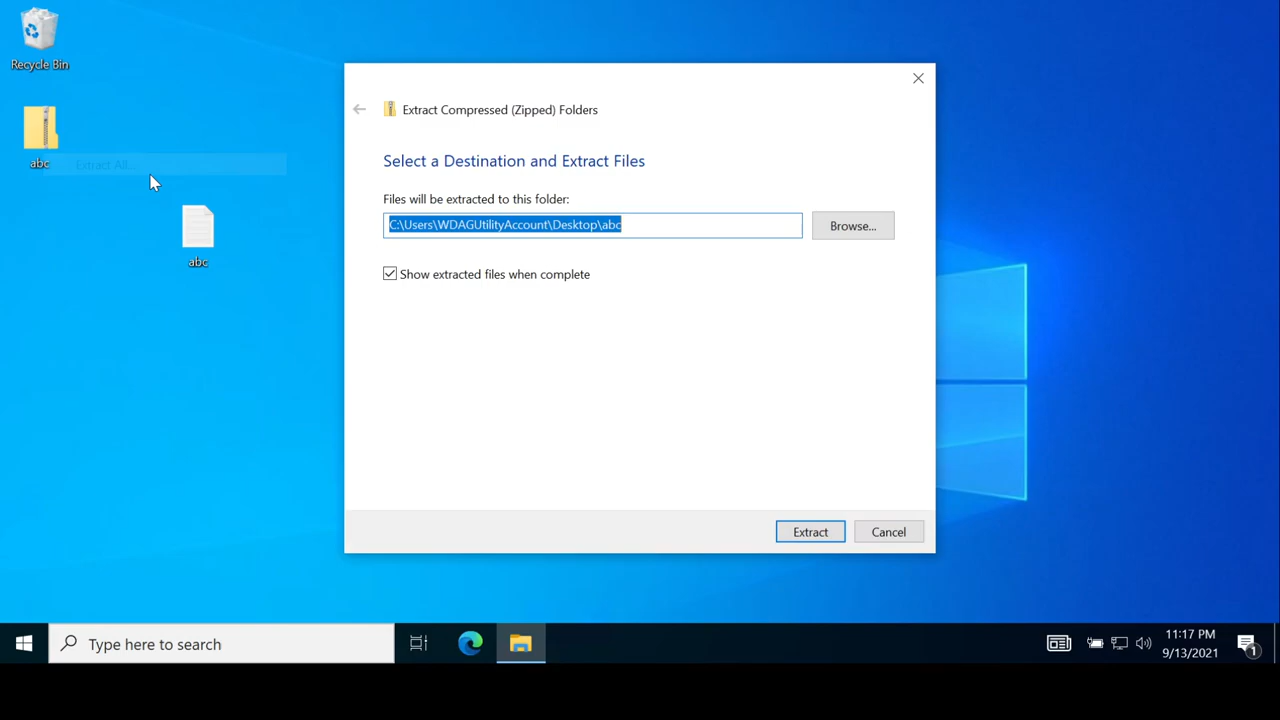 Recycle Bin
abc
Extract All...
abc
Extract Compressed (Zipped) Folders
Select a Destination and Extract Files
Files will be extracted to this folder:
C:\Users\WDAGUtilityAccount\Desktop\abc
Browse...
Show extracted files when complete
Extract
Cancel
Type here to search
11:17 PM
9/13/2021
1